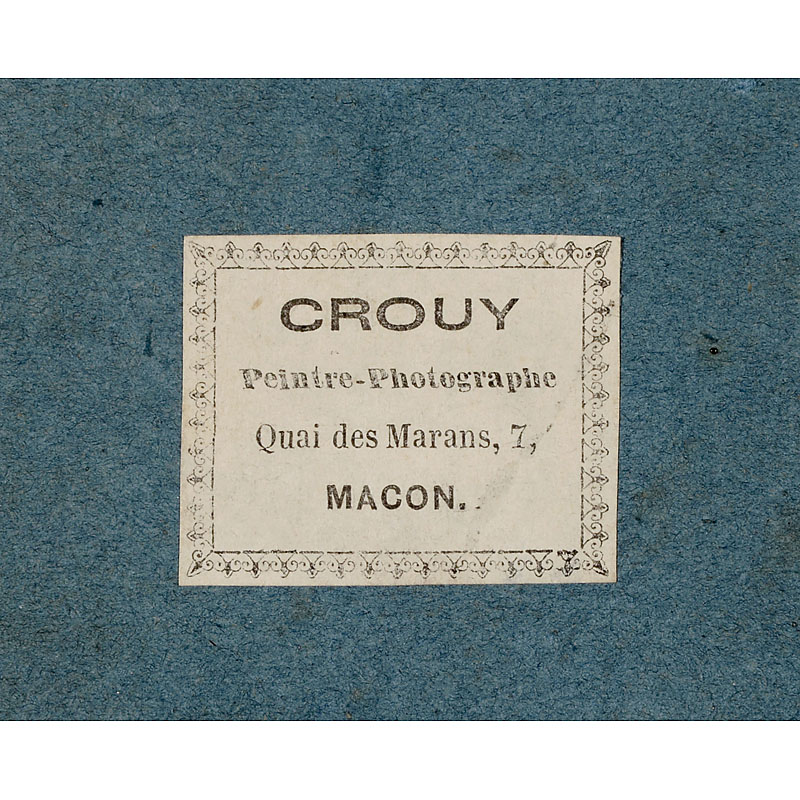 CROUY
Peintre-Photographe
Quai des Marans, 7,
MACON.